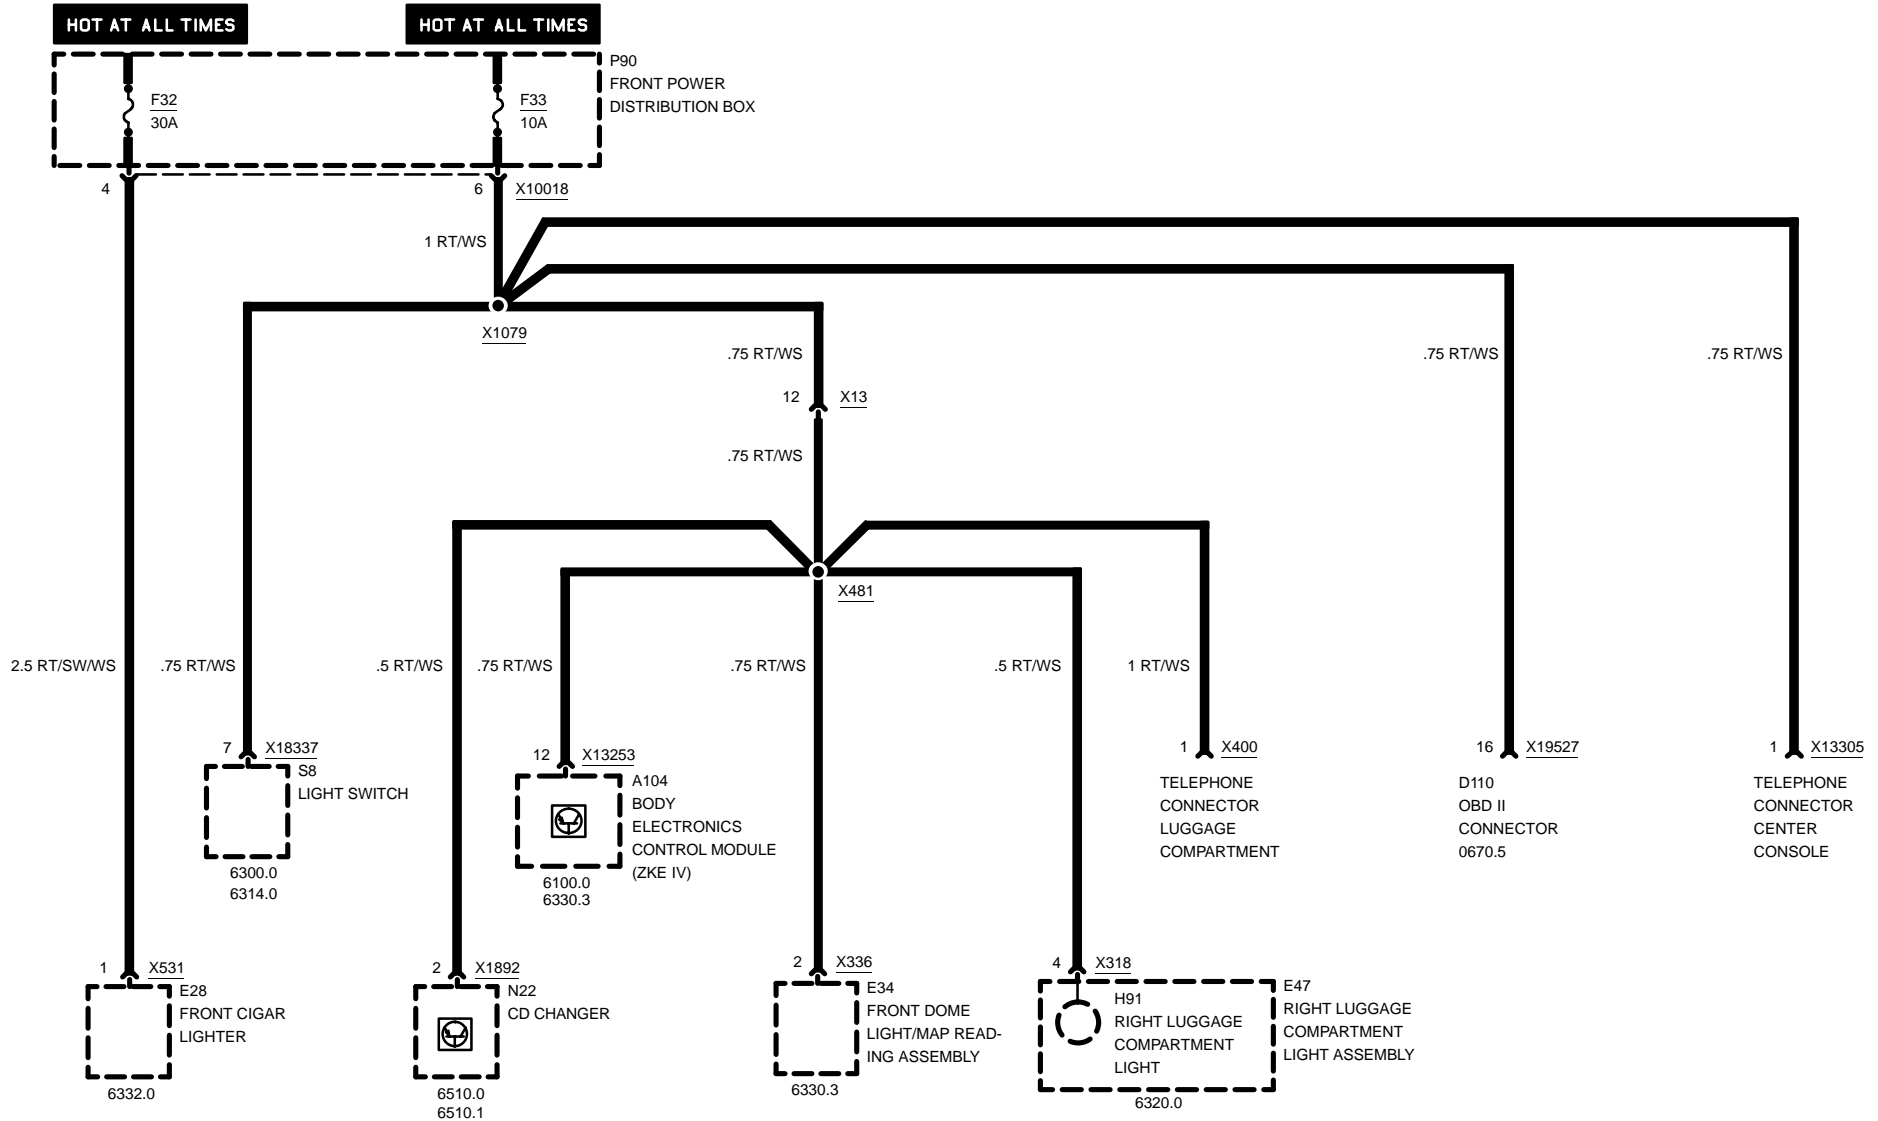 HOT AT ALL TIMES
HOT AT ALL TIMES
P90
FRONT POWER
DISTRIBUTION BOX
F32
30A
F33
10A
4
6
X10018
1 RT/WS
X1079
.75 RT/WS
.75 RT/WS
.75 RT/WS
12
X13
.75 RT/WS
X481
2.5 RT/SW/WS
.75 RT/WS
.5 RT/WS
.75 RT/WS
.75 RT/WS
.5 RT/WS
1 RT/WS
7
X18337
S8
LIGHT SWITCH
6300.0
6314.0
12
X13253
A104
BODY
ELECTRONICS
CONTROL MODULE
(ZKE IV)
6100.0
6330.3
1
X400
TELEPHONE
CONNECTOR
LUGGAGE
COMPARTMENT
16
X19527
D110
OBD II
CONNECTOR
0670.5
1
X13305
TELEPHONE
CONNECTOR
CENTER
CONSOLE
1
X531
E28
FRONT CIGAR
LIGHTER
6332.0
2
X1892
N22
CD CHANGER
6510.0
6510.1
2
X336
E34
FRONT DOME
LIGHT/MAP READ-
ING ASSEMBLY
6330.3
4
X318
H91
RIGHT LUGGAGE
COMPARTMENT
LIGHT
E47
RIGHT LUGGAGE
COMPARTMENT
LIGHT ASSEMBLY
6320.0